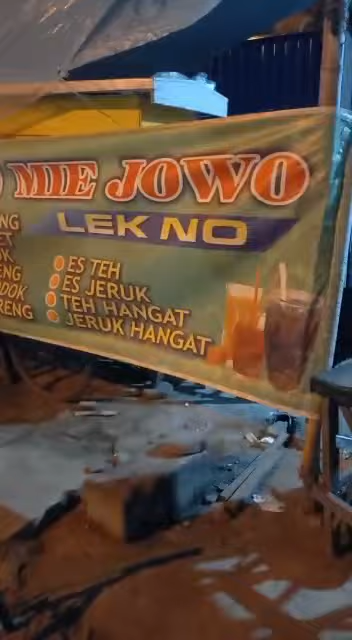 MIE JOWO
LEK NO
ES TEH
ES JERUK
TEH HANGAT
JERUK HANGAT